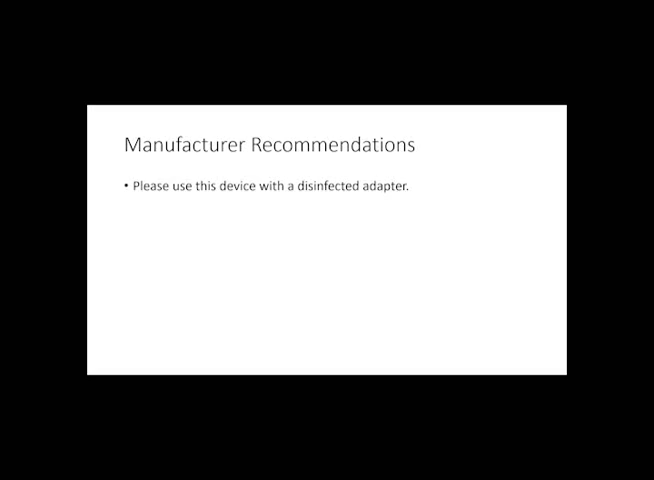 Manufacturer Recommendations
• Please use this device with a disinfected adapter.